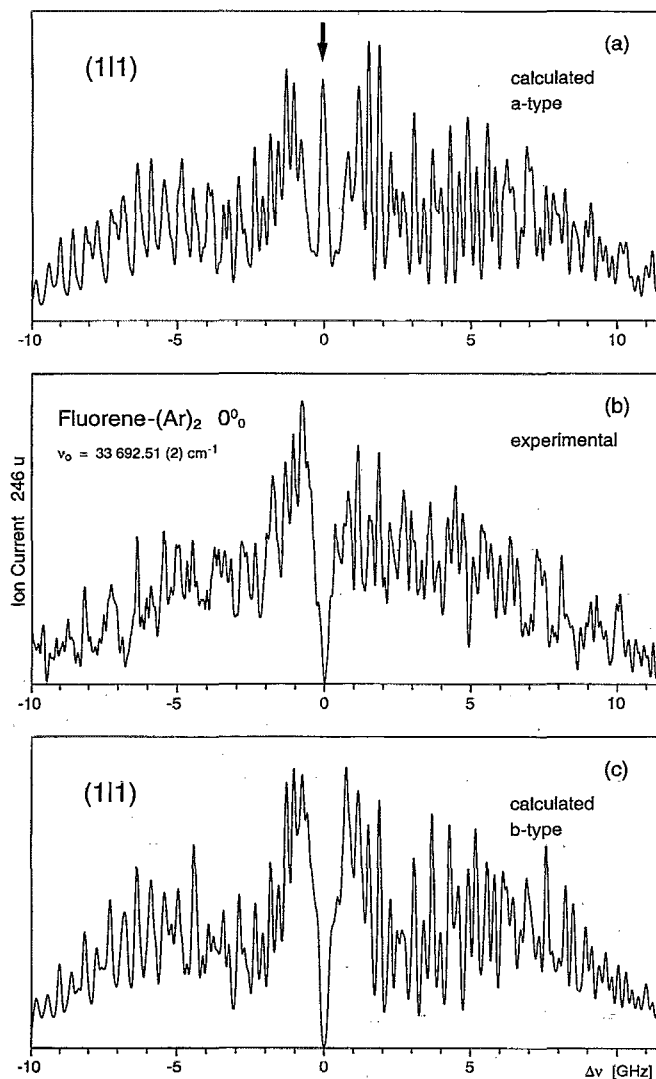 (a)
(1|1)
calculated
a-type
-10 -5 0 5 10
(b)
Fluorene-(Ar)₂ 0⁰₀
ν₀ = 33 692.51 (2) cm⁻¹
experimental
Ion Current 246 u
-10 -5 0 5 10
(c)
(1|1)
calculated
b-type
-10 -5 0 5 10 Δν [GHz]